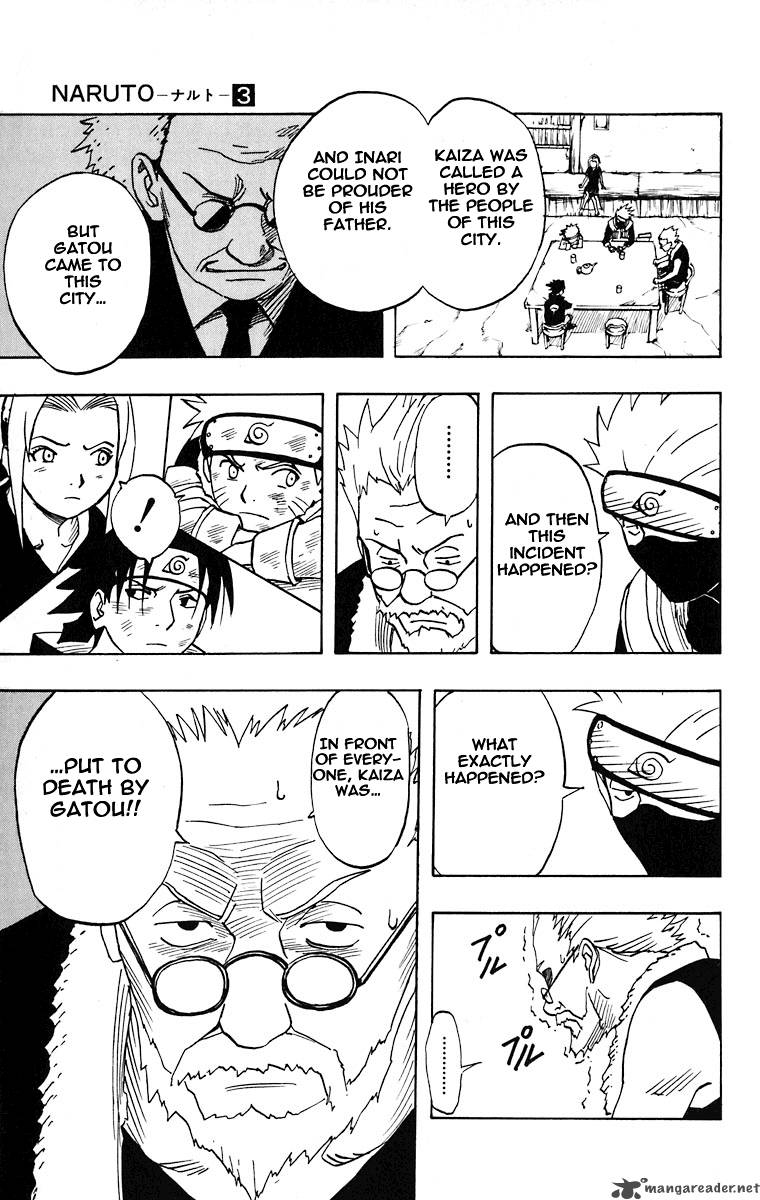 NARUTO—ナルト—3
KAIZA WAS
CALLED A
HERO BY
THE PEOPLE
OF THIS
CITY.
AND INARI
COULD NOT
BE PROUDER
OF HIS
FATHER.
BUT
GATOU
CAME TO
THIS
CITY...
AND THEN
THIS
INCIDENT
HAPPENED?
........
!
WHAT
EXACTLY
HAPPENED?
プル
プル
........
IN FRONT
OF EVERY-
ONE, KAIZA
WAS...
...PUT TO
DEATH BY
GATOU!!
mangareader.net